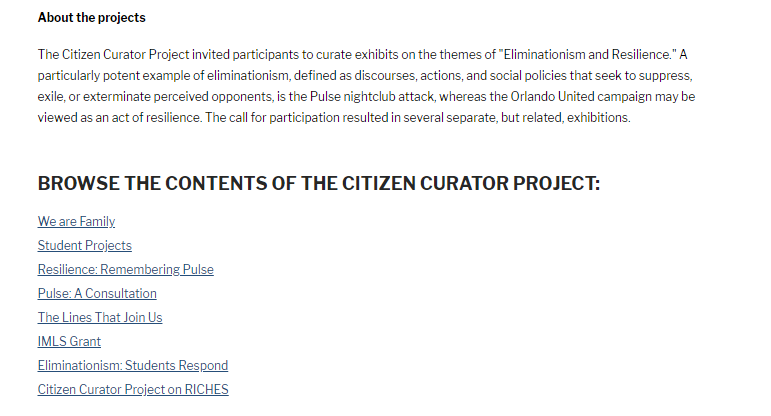 About the projects
The Citizen Curator Project invited participants to curate exhibits on the themes of "Eliminationism and Resilience." A
particularly potent example of eliminationism, defined as discourses, actions, and social policies that seek to suppress,
exile, or exterminate perceived opponents, is the Pulse nightclub attack, whereas the Orlando United campaign may be
viewed as an act of resilience. The call for participation resulted in several separate, but related, exhibitions.
BROWSE THE CONTENTS OF THE CITIZEN CURATOR PROJECT:
We are Family
Student Projects
Resilience: Remembering Pulse
Pulse: A Consultation
The Lines That Join Us
IMLS Grant
Eliminationism: Students Respond
Citizen Curator Project on RICHES